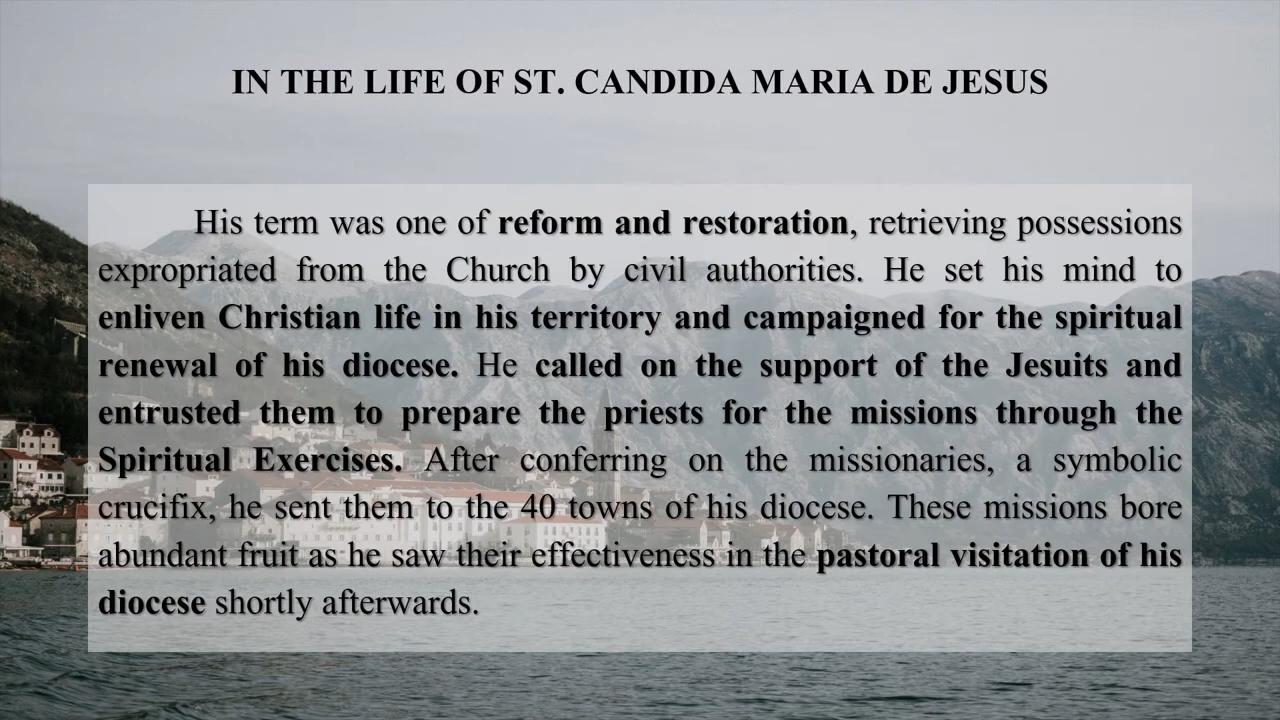 IN THE LIFE OF ST. CANDIDA MARIA DE JESUS
His term was one of reform and restoration, retrieving possessions
expropriated from the Church by civil authorities. He set his mind to
enliven Christian life in his territory and campaigned for the spiritual
renewal of his diocese. He called on the support of the Jesuits and
entrusted them to prepare the priests for the missions through the
Spiritual Exercises. After conferring on the missionaries, a symbolic
crucifix, he sent them to the 40 towns of his diocese. These missions bore
abundant fruit as he saw their effectiveness in the pastoral visitation of his
diocese shortly afterwards.